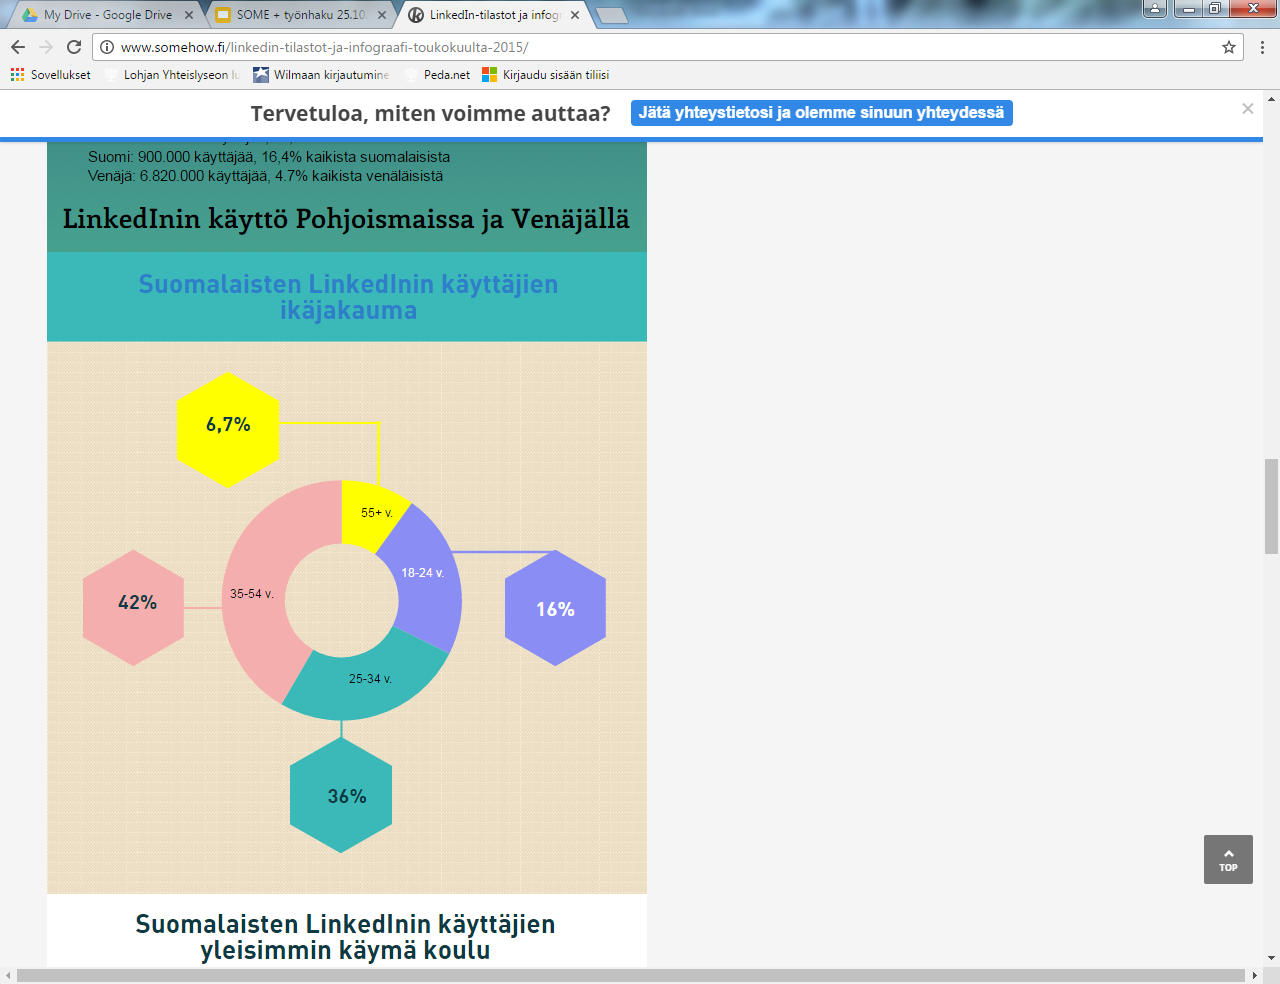 My Drive - Google Drive
SOME + työnhaku 25.10.
LinkedIn-tilastot ja infogr
www.somehow.fi/linkedin-tilastot-ja-infograafi-toukokuulta-2015/
Sovellukset
Lohjan Yhteislyseon lu
Wilmaan kirjautumine
Peda.net
Kirjaudu sisään tiliisi
Tervetuloa, miten voimme auttaa?
Jätä yhteystietosi ja olemme sinuun yhteydessä
Suomi: 900.000 käyttäjää, 16,4% kaikista suomalaisista
Venäjä: 6.820.000 käyttäjää, 4.7% kaikista venäläisistä
LinkedInin käyttö Pohjoismaissa ja Venäjällä
Suomalaisten LinkedInin käyttäjien
ikäjakauma
6,7%
55+ v.
18-24 v.
16%
35-54 v.
42%
25-34 v.
36%
TOP
Suomalaisten LinkedInin käyttäjien
yleisimmin käymä koulu